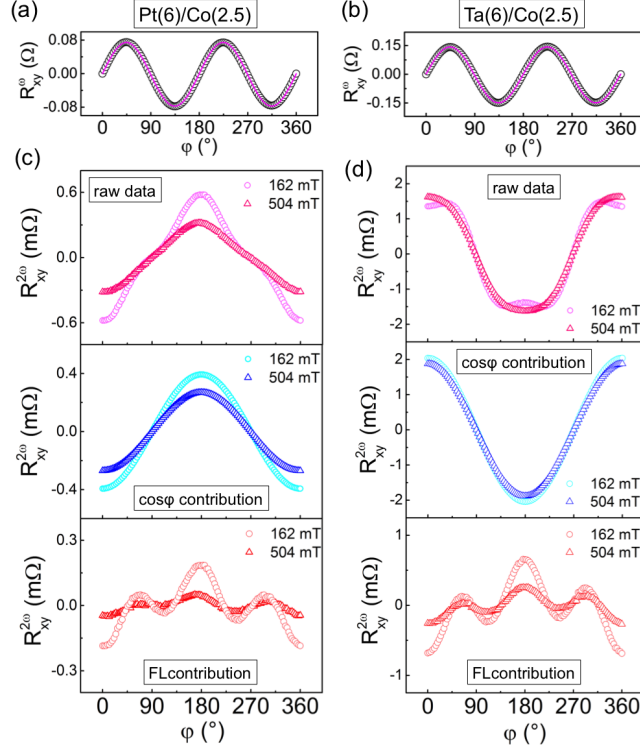 (a)
Pt(6)/Co(2.5)
0.08
0.00
-0.08
R^ω_xy (Ω)
0 90 180 270 360
φ (°)
(b)
Ta(6)/Co(2.5)
0.15
0.00
-0.15
R^ω_xy (Ω)
0 90 180 270 360
φ (°)
(c)
raw data
162 mT
504 mT
0.6
0.0
-0.6
R^2ω_xy (mΩ)
162 mT
504 mT
0.4
0.0
-0.4
R^2ω_xy (mΩ)
cosφ contribution
162 mT
504 mT
0.3
0.0
-0.3
R^2ω_xy (mΩ)
FLcontribution
0 90 180 270 360
φ (°)
(d)
raw data
2
1
0
-1
-2
R^2ω_xy (mΩ)
162 mT
504 mT
cosφ contribution
2
1
0
-1
-2
R^2ω_xy (mΩ)
162 mT
504 mT
1
0
-1
R^2ω_xy (mΩ)
162 mT
504 mT
FLcontribution
0 90 180 270 360
φ (°)